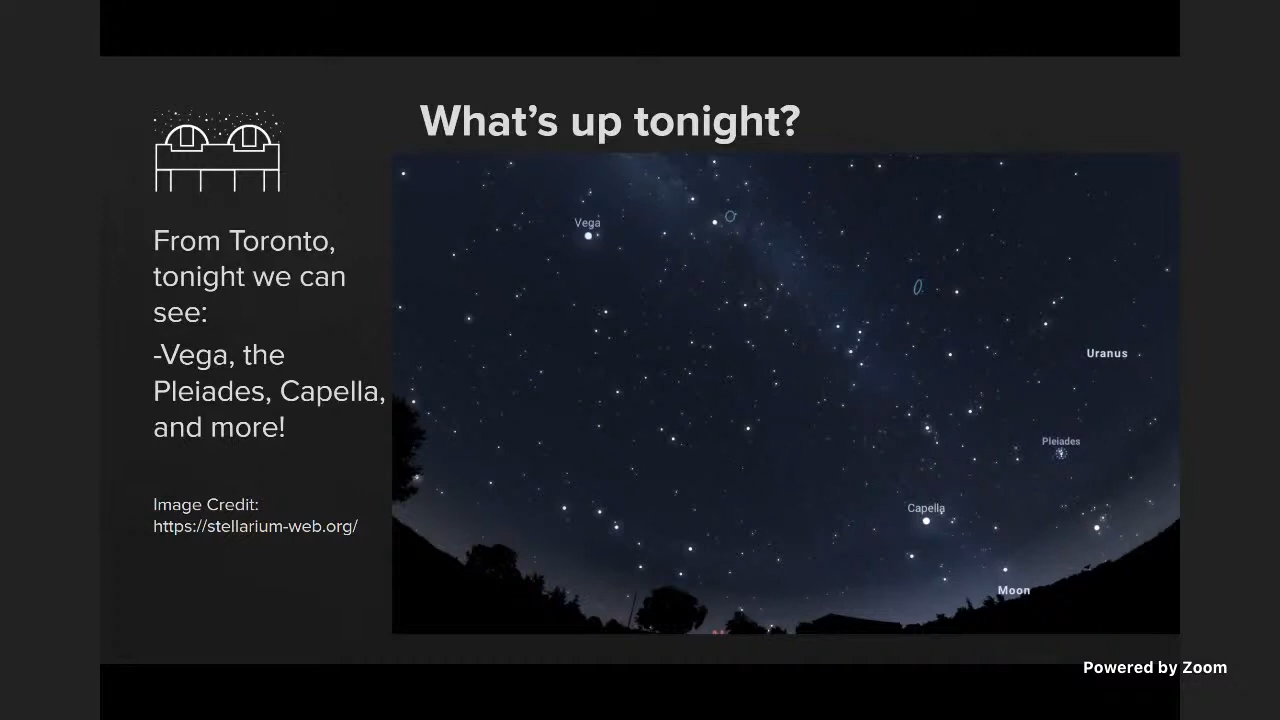 What's up tonight?
From Toronto,
tonight we can
see:
-Vega, the
Pleiades, Capella,
and more!
Image Credit:
https://stellarium-web.org/
Vega
Uranus
Pleiades
Capella
Moon
Powered by Zoom